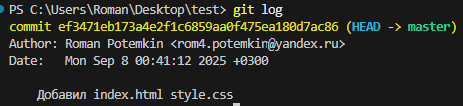 PS C:\Users\Roman\Desktop\test> git log
commit ef3471eb173a4e2f1c6859aa0f475ea180d7ac86 (HEAD -> master)
Author: Roman Potemkin <rom4.potemkin@yandex.ru>
Date:   Mon Sep 8 00:41:12 2025 +0300
    Добавил index.html style.css